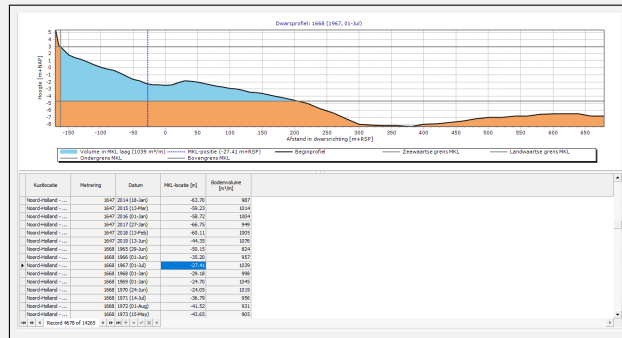 Dwarsprofiel: 1668 (1967, 01-Jul)
Hoogte [m+NAP]
5
4
3
2
1
0
-1
-2
-3
-4
-5
-6
-7
-8
-150 -100 -50 0 50 100 150 200 250 300 350 400 450 500 550 600 650
Afstand in dwarsrichting [m+RSP]
Volume in MKL laag (1039 m³/m) MKL-positie (-27.41 m+RSP) Beginprofiel Zeewaartse grens MKL Landwaartse grens MKL
Ondergrens MKL Bovengrens MKL
Kustlocatie Metrering Datum MKL-locatie [m] Bodemvolume [m³/m]
Noord-Holland - ... 1647 2014 (18-Jan) -63.70 987
Noord-Holland - ... 1647 2015 (13-Mar) -59.23 1014
Noord-Holland - ... 1647 2016 (01-Jan) -58.72 1004
Noord-Holland - ... 1647 2017 (27-Jan) -66.75 949
Noord-Holland - ... 1647 2018 (13-Feb) -60.11 1005
Noord-Holland - ... 1647 2019 (13-Jun) -44.35 1076
Noord-Holland - ... 1668 1965 (29-Jun) -50.15 824
Noord-Holland - ... 1668 1966 (01-Jun) -35.20 957
Noord-Holland - ... 1668 1967 (01-Jul) -27.41 1039
Noord-Holland - ... 1668 1968 (01-Jan) -29.18 998
Noord-Holland - ... 1668 1969 (01-Jan) -24.70 1045
Noord-Holland - ... 1668 1970 (24-Jun) -24.05 1019
Noord-Holland - ... 1668 1971 (14-Jul) -36.79 956
Noord-Holland - ... 1668 1972 (01-Aug) -41.52 931
Noord-Holland - ... 1668 1973 (15-May) -43.65 905
Record 4678 of 14265